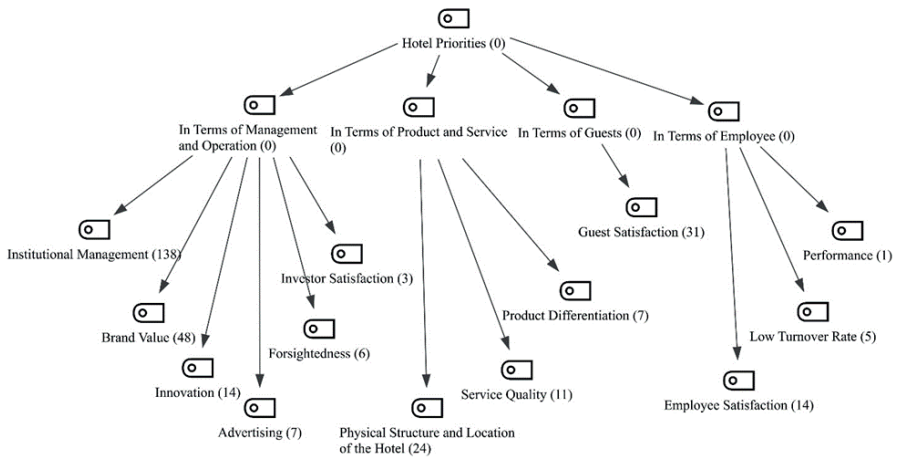 Hotel Priorities (0)
In Terms of Management
and Operation (0)
In Terms of Product and Service
(0)
In Terms of Guests (0)
In Terms of Employee (0)
Institutional Management (138)
Investor Satisfaction (3)
Guest Satisfaction (31)
Performance (1)
Brand Value (48)
Forsightedness (6)
Product Differentiation (7)
Low Turnover Rate (5)
Innovation (14)
Service Quality (11)
Employee Satisfaction (14)
Advertising (7)
Physical Structure and Location
of the Hotel (24)